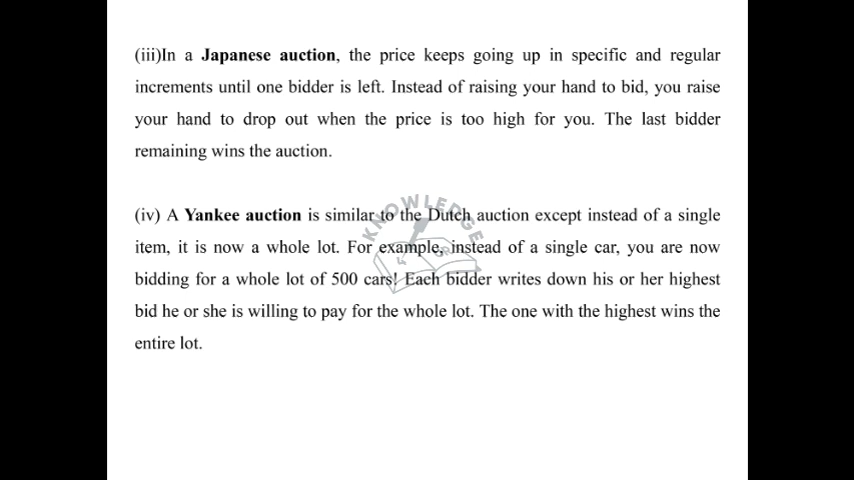 (iii)In a Japanese auction, the price keeps going up in specific and regular
increments until one bidder is left. Instead of raising your hand to bid, you raise
your hand to drop out when the price is too high for you. The last bidder
remaining wins the auction.
(iv) A Yankee auction is similar to the Dutch auction except instead of a single
item, it is now a whole lot. For example, instead of a single car, you are now
bidding for a whole lot of 500 cars! Each bidder writes down his or her highest
bid he or she is willing to pay for the whole lot. The one with the highest wins the
entire lot.
KNOWLEDGE